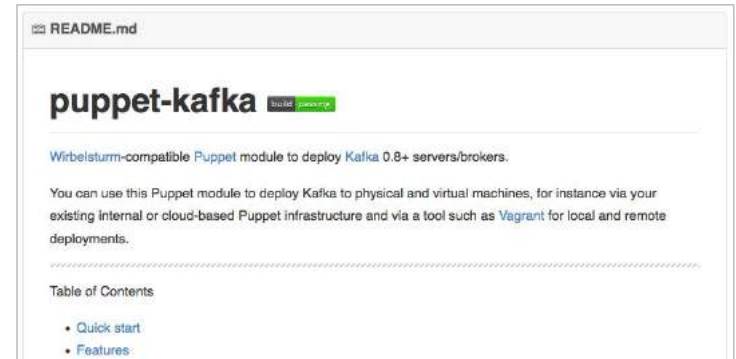 README.md
puppet-kafka build passing
Wirbelsturm-compatible Puppet module to deploy Kafka 0.8+ servers/brokers.
You can use this Puppet module to deploy Kafka to physical and virtual machines, for instance via your
existing internal or cloud-based Puppet infrastructure and via a tool such as Vagrant for local and remote
deployments.
Table of Contents
• Quick start
• Features